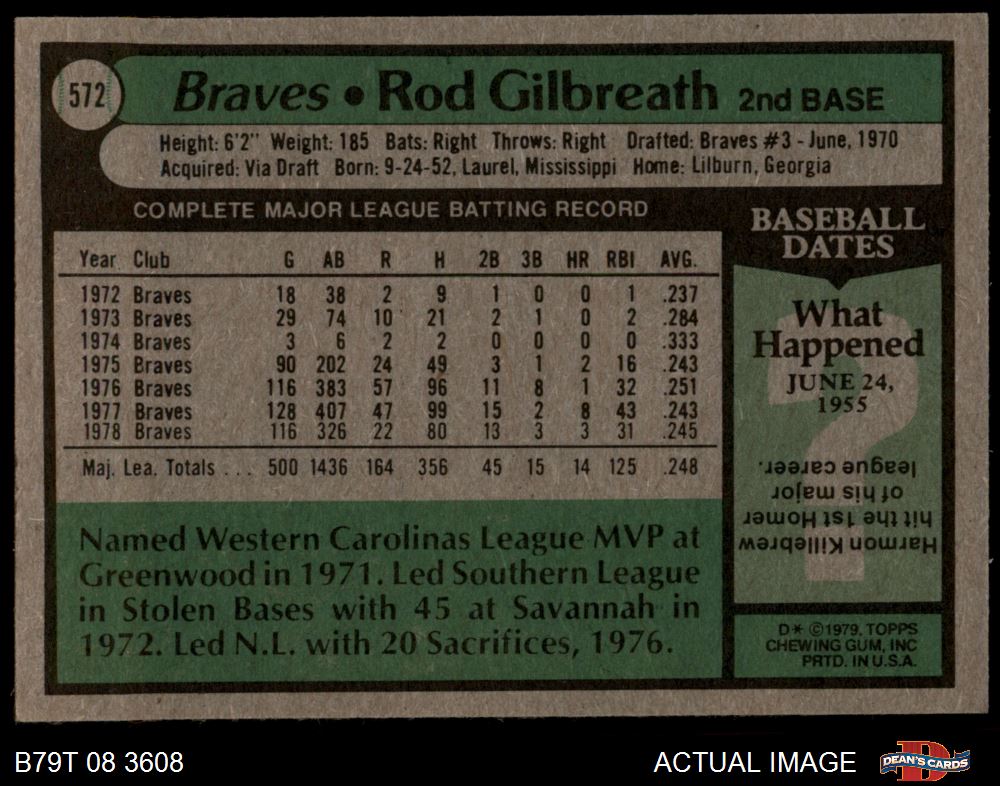 572
Braves • Rod Gilbreath 2nd BASE
Height: 6'2" Weight: 185 Bats: Right Throws: Right Drafted: Braves #3 - June, 1970
Acquired: Via Draft Born: 9-24-52, Laurel, Mississippi Home: Lilburn, Georgia
COMPLETE MAJOR LEAGUE BATTING RECORD
Year Club G AB R H 2B 3B HR RBI AVG.
1972 Braves 18 38 2 9 1 0 0 1 .237
1973 Braves 29 74 10 21 2 1 0 2 .284
1974 Braves 3 6 2 2 0 0 0 0 .333
1975 Braves 90 202 24 49 3 1 2 16 .243
1976 Braves 116 383 57 96 11 8 1 32 .251
1977 Braves 128 407 47 99 15 2 8 43 .243
1978 Braves 116 326 22 80 13 3 3 31 .245
Maj. Lea. Totals . . . 500 1436 164 356 45 15 14 125 .248
Named Western Carolinas League MVP at
Greenwood in 1971. Led Southern League
in Stolen Bases with 45 at Savannah in
1972. Led N.L. with 20 Sacrifices, 1976.
BASEBALL
DATES
What
Happened
JUNE 24,
1955
?
Harmon Killebrew
hit the 1st Homer
of his major
league career.
D* ©1979, TOPPS
CHEWING GUM, INC
PRTD. IN U.S.A.
B79T 08 3608
ACTUAL IMAGE
D
DEAN'S CARDS